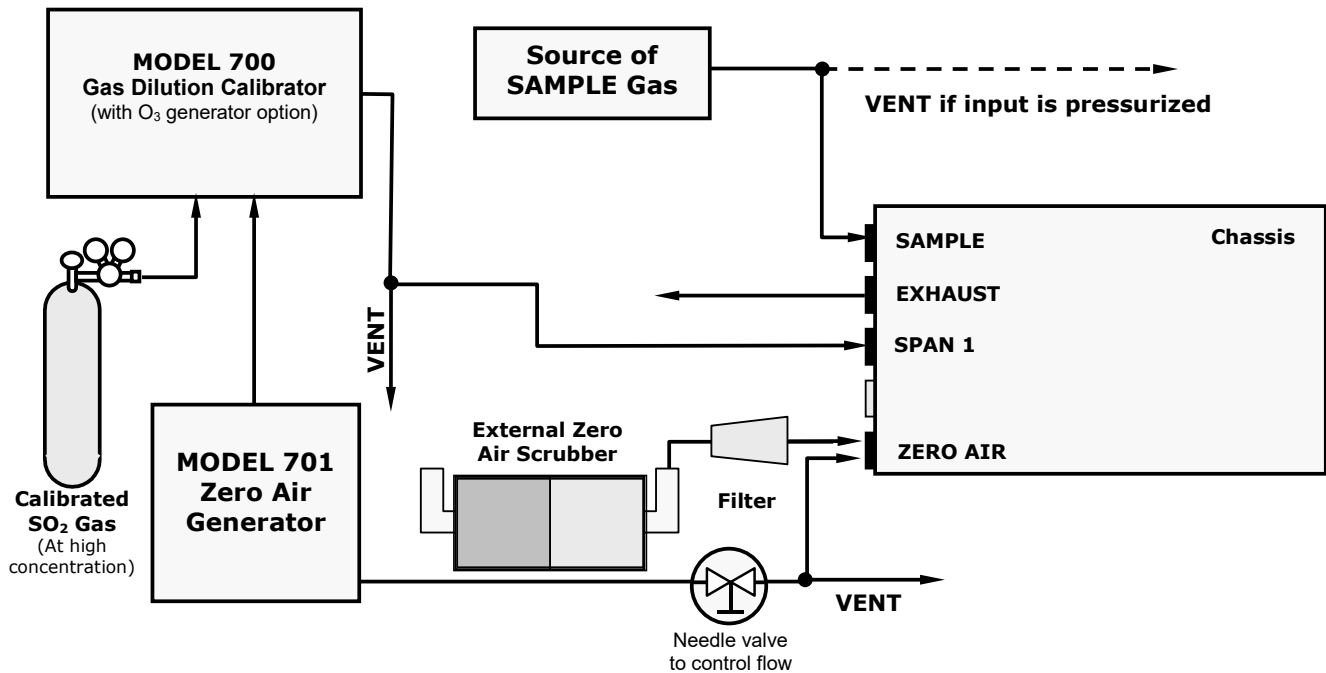 MODEL 700
Gas Dilution Calibrator
(with O₃ generator option)
Source of
SAMPLE Gas
VENT if input is pressurized
Chassis
SAMPLE
EXHAUST
SPAN 1
ZERO AIR
VENT
Calibrated
SO₂ Gas
(At high
concentration)
MODEL 701
Zero Air
Generator
External Zero
Air Scrubber
Filter
VENT
Needle valve
to control flow